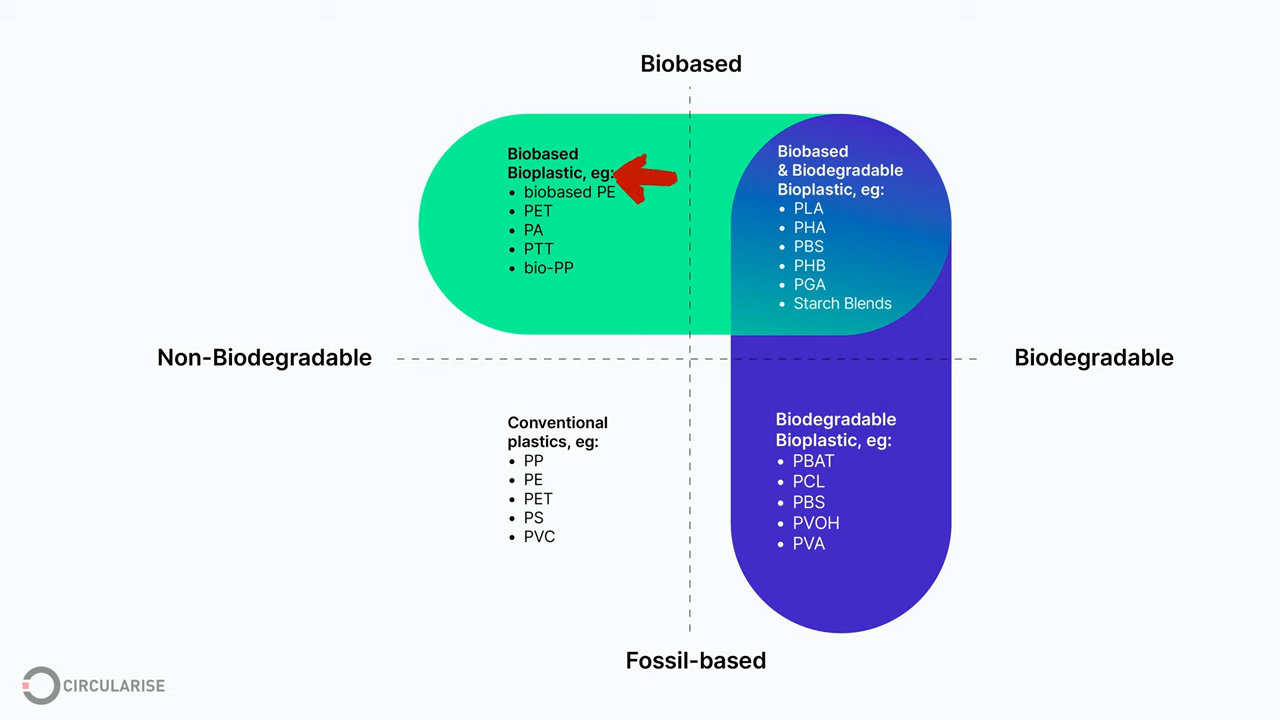 Biobased
Biobased
Bioplastic, eg:
• biobased PE
• PET
• PA
• PTT
• bio-PP
Biobased
& Biodegradable
Bioplastic, eg:
• PLA
• PHA
• PBS
• PHB
• PGA
• Starch Blends
Non-Biodegradable
Biodegradable
Conventional
plastics, eg:
• PP
• PE
• PET
• PS
• PVC
Biodegradable
Bioplastic, eg:
• PBAT
• PCL
• PBS
• PVOH
• PVA
Fossil-based
CIRCULARISE